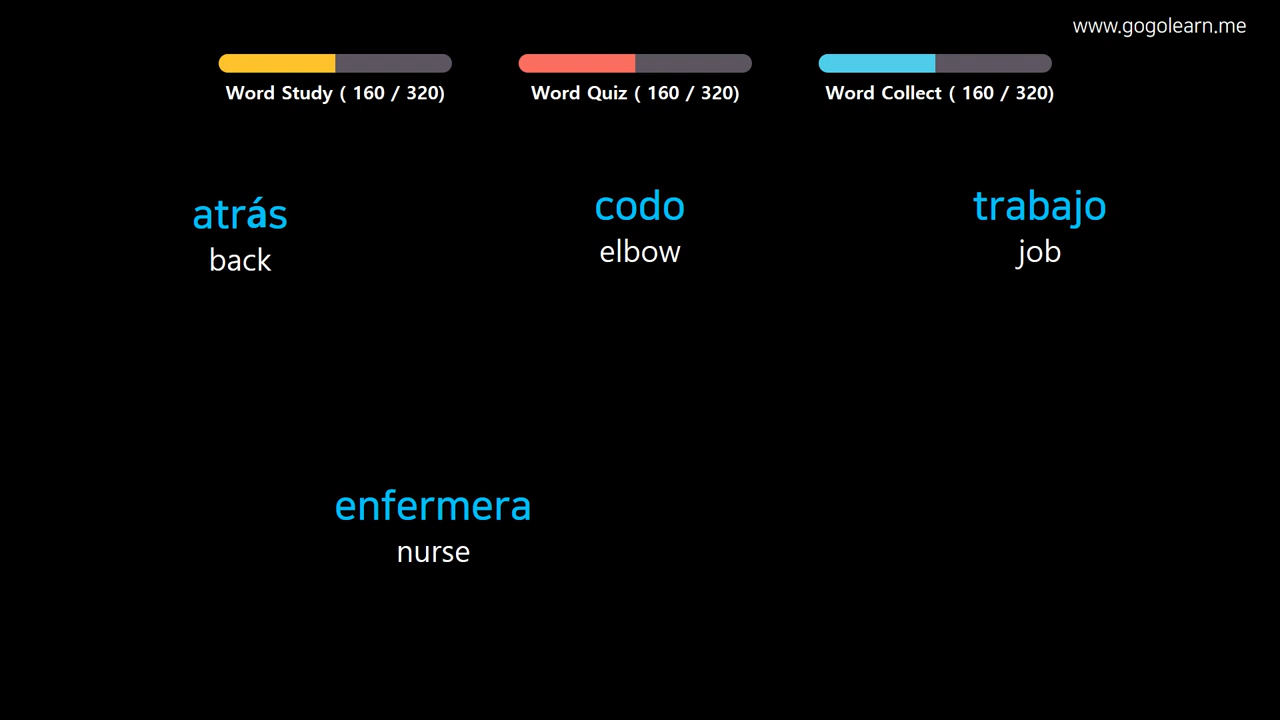 www.gogolearn.me
Word Study ( 160 / 320)
Word Quiz ( 160 / 320)
Word Collect ( 160 / 320)
atrás
back
codo
elbow
trabajo
job
enfermera
nurse